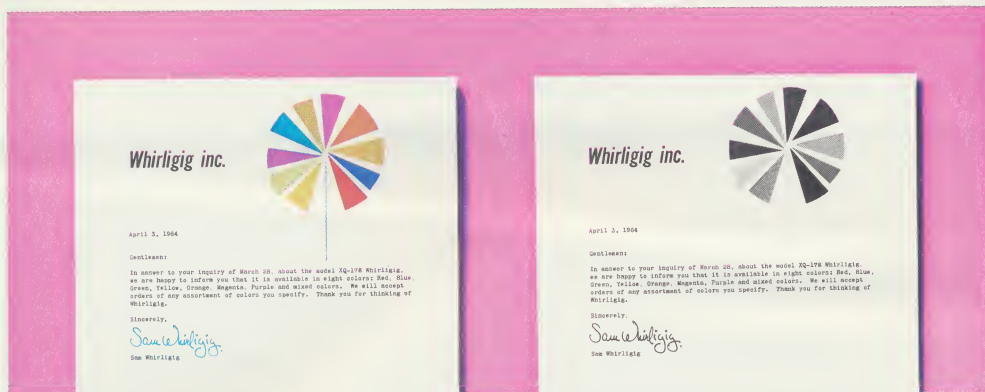 Whirligig inc.
April 3, 1964
Gentlemen:
In answer to your inquiry of March 28, about the model XQ-178 Whirligig,
we are happy to inform you that it is available in eight colors; Red, Blue,
Green, Yellow, Orange, Magenta, Purple and mixed colors. We will accept
orders of any assortment of colors you specify. Thank you for thinking of
Whirligig.
Sincerely,
Sam Whirligig
Sam Whirligig
Whirligig inc.
April 3, 1964
Gentlemen:
In answer to your inquiry of March 28, about the model XQ-178 Whirligig,
we are happy to inform you that it is available in eight colors; Red, Blue,
Green, Yellow, Orange, Magenta, Purple and mixed colors. We will accept
orders of any assortment of colors you specify. Thank you for thinking of
Whirligig.
Sincerely,
Sam Whirligig
Sam Whirligig